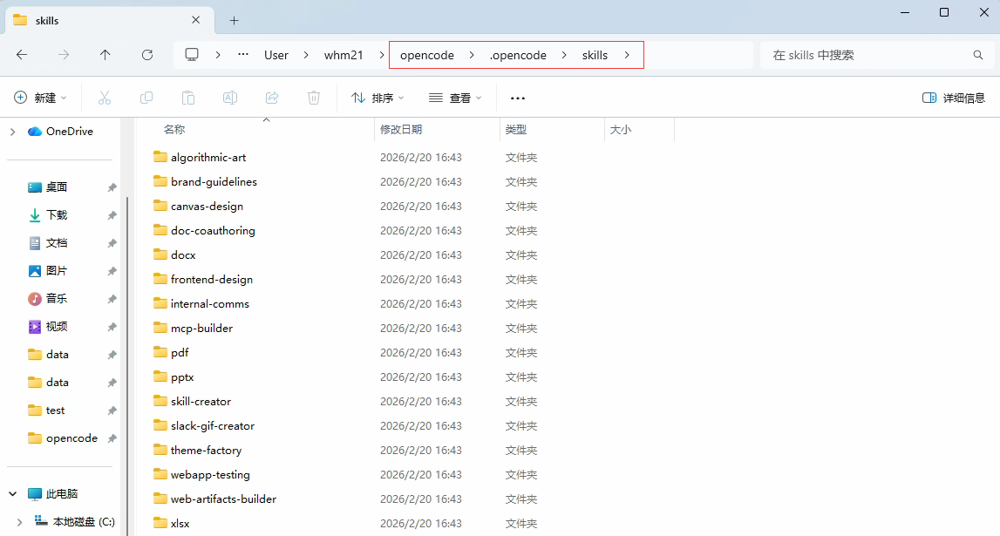 skills
User whm21 opencode .opencode skills
在 skills 中搜索
新建 排序 查看 详细信息
名称 修改日期 类型 大小
OneDrive
桌面
下载
文档
图片
音乐
视频
data
data
test
opencode
此电脑
本地磁盘 (C:)
algorithmic-art 2026/2/20 16:43 文件夹
brand-guidelines 2026/2/20 16:43 文件夹
canvas-design 2026/2/20 16:43 文件夹
doc-coauthoring 2026/2/20 16:43 文件夹
docx 2026/2/20 16:43 文件夹
frontend-design 2026/2/20 16:43 文件夹
internal-comms 2026/2/20 16:43 文件夹
mcp-builder 2026/2/20 16:43 文件夹
pdf 2026/2/20 16:43 文件夹
pptx 2026/2/20 16:43 文件夹
skill-creator 2026/2/20 16:43 文件夹
slack-gif-creator 2026/2/20 16:43 文件夹
theme-factory 2026/2/20 16:43 文件夹
webapp-testing 2026/2/20 16:43 文件夹
web-artifacts-builder 2026/2/20 16:43 文件夹
xlsx 2026/2/20 16:43 文件夹